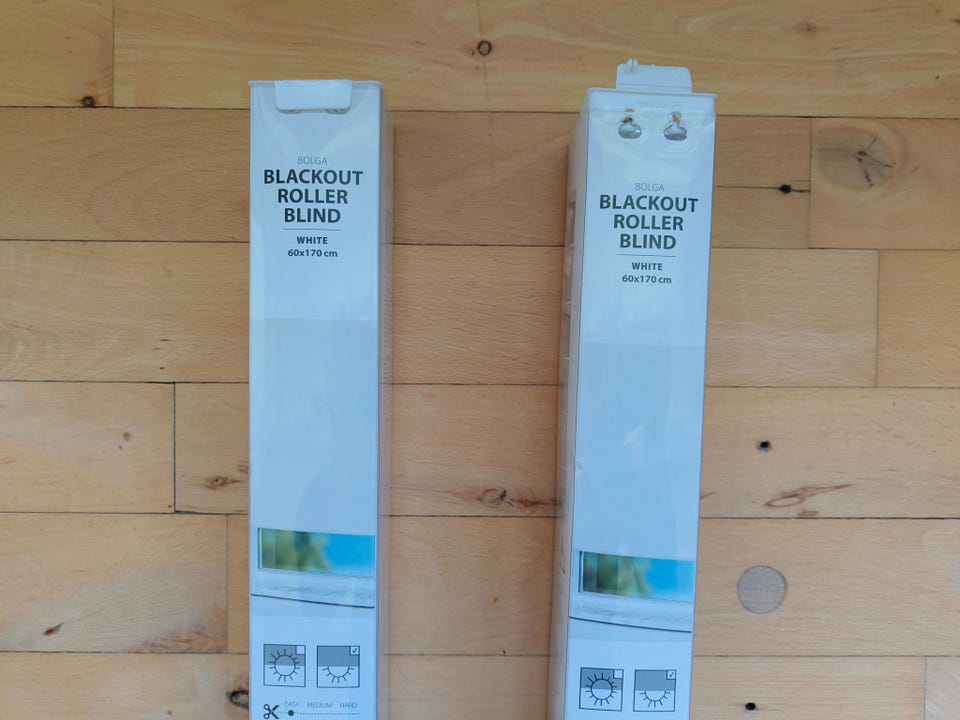 BOLGA
BLACKOUT
ROLLER
BLIND
WHITE
60x170 cm
EASY MEDIUM HARD
BOLGA
BLACKOUT
ROLLER
BLIND
WHITE
60x170 cm